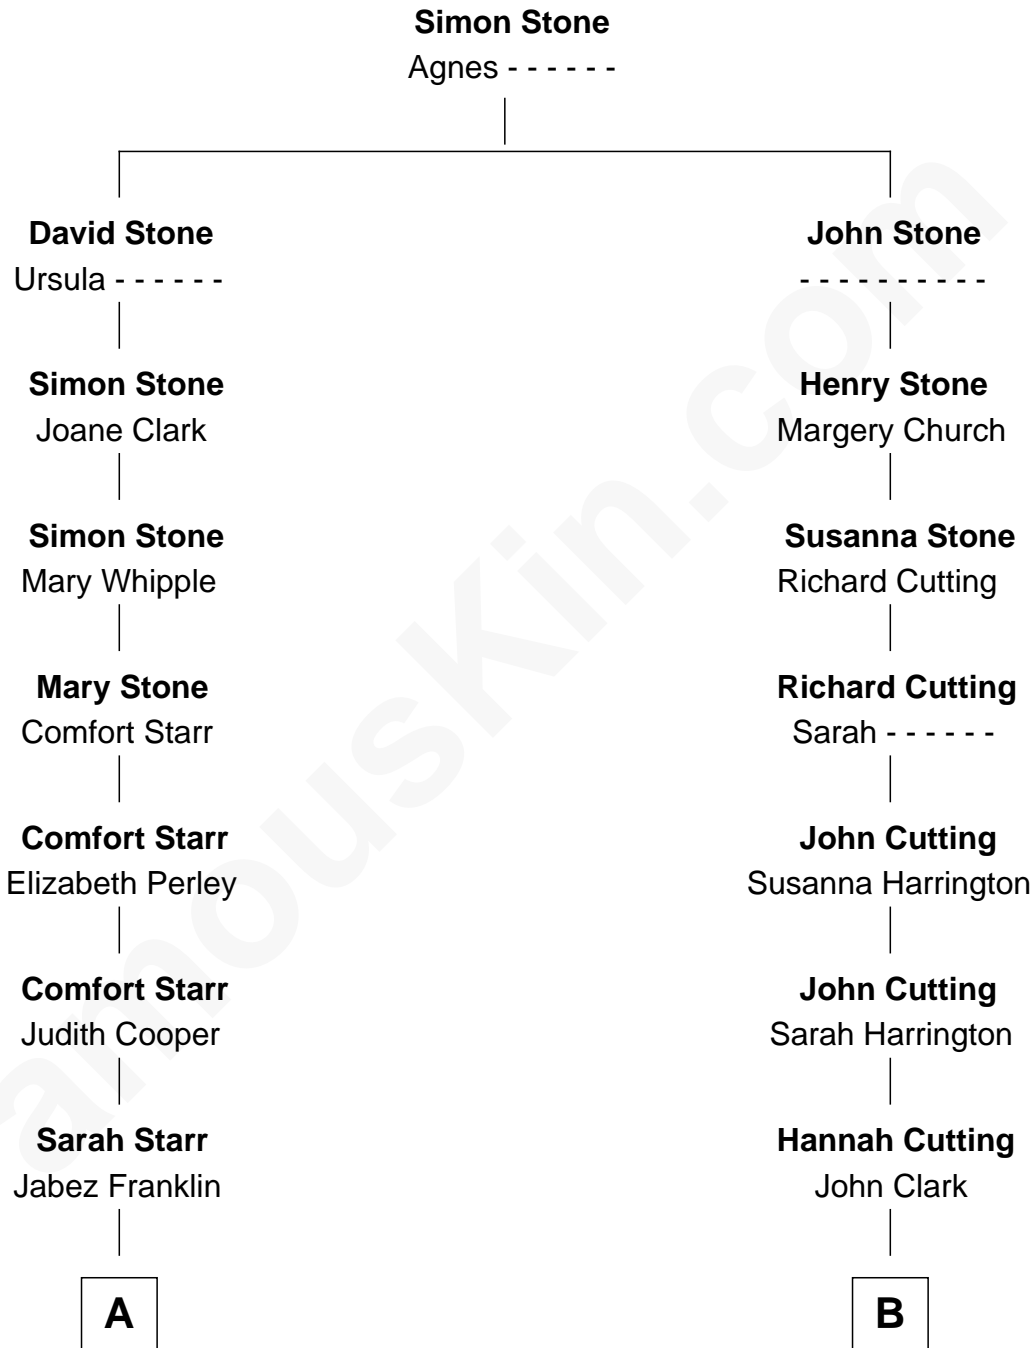 Simon Stone
Agnes - - - - - -
David Stone
Ursula - - - - - -
John Stone
- - - - - - - - - -
Simon Stone
Joane Clark
Henry Stone
Margery Church
Simon Stone
Mary Whipple
Susanna Stone
Richard Cutting
Mary Stone
Comfort Starr
Richard Cutting
Sarah - - - - - -
Comfort Starr
Elizabeth Perley
John Cutting
Susanna Harrington
Comfort Starr
Judith Cooper
John Cutting
Sarah Harrington
Sarah Starr
Jabez Franklin
Hannah Cutting
John Clark
A
B
amouskin.com